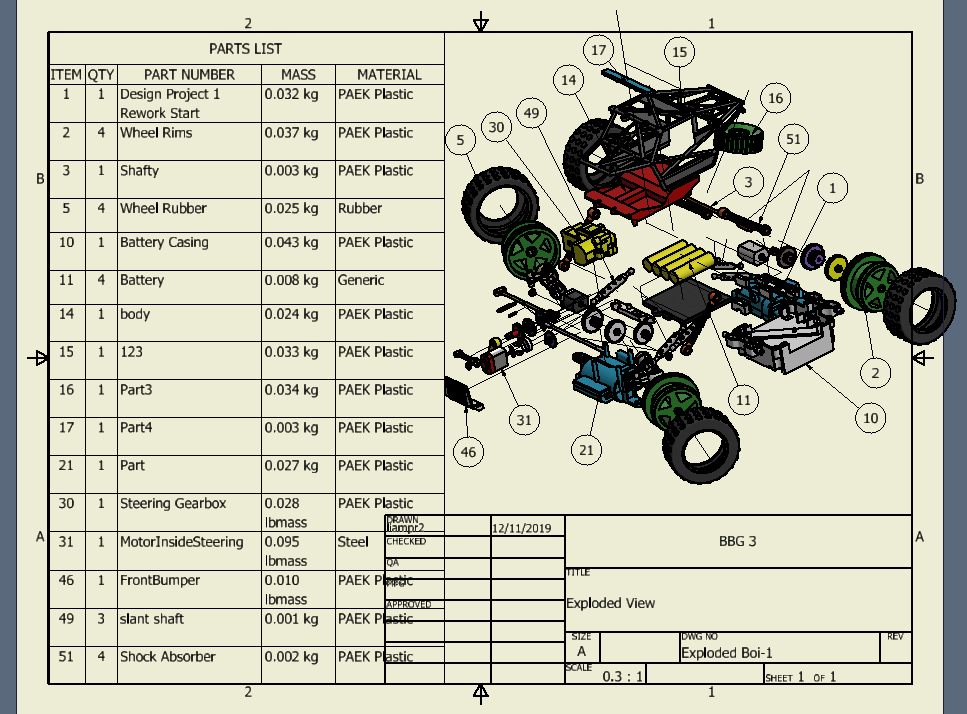 2 1
PARTS LIST
ITEM QTY PART NUMBER MASS MATERIAL
1 1 Design Project 1 0.032 kg PAEK Plastic
Rework Start
2 4 Wheel Rims 0.037 kg PAEK Plastic
3 1 Shafty 0.003 kg PAEK Plastic
5 4 Wheel Rubber 0.025 kg Rubber
10 1 Battery Casing 0.043 kg PAEK Plastic
11 4 Battery 0.008 kg Generic
14 1 body 0.024 kg PAEK Plastic
15 1 123 0.033 kg PAEK Plastic
16 1 Part3 0.034 kg PAEK Plastic
17 1 Part4 0.003 kg PAEK Plastic
21 1 Part 0.027 kg PAEK Plastic
30 1 Steering Gearbox 0.028 PAEK Plastic
lbmass
31 1 MotorInsideSteering 0.095 Steel
lbmass
46 1 FrontBumper 0.010 PAEK Plastic
lbmass
49 3 slant shaft 0.001 kg PAEK Plastic
51 4 Shock Absorber 0.002 kg PAEK Plastic
B
A
17
15
14
16
49
30
51
5
3
1
2
11
10
31
21
46
B
A
DRAWN
liampr2 12/11/2019
CHECKED
QA
APPROVED
BBG 3
TITLE
Exploded View
SIZE
A
DWG NO
Exploded Boi-1
REV
SCALE
0.3 : 1
SHEET 1 OF 1
2 1